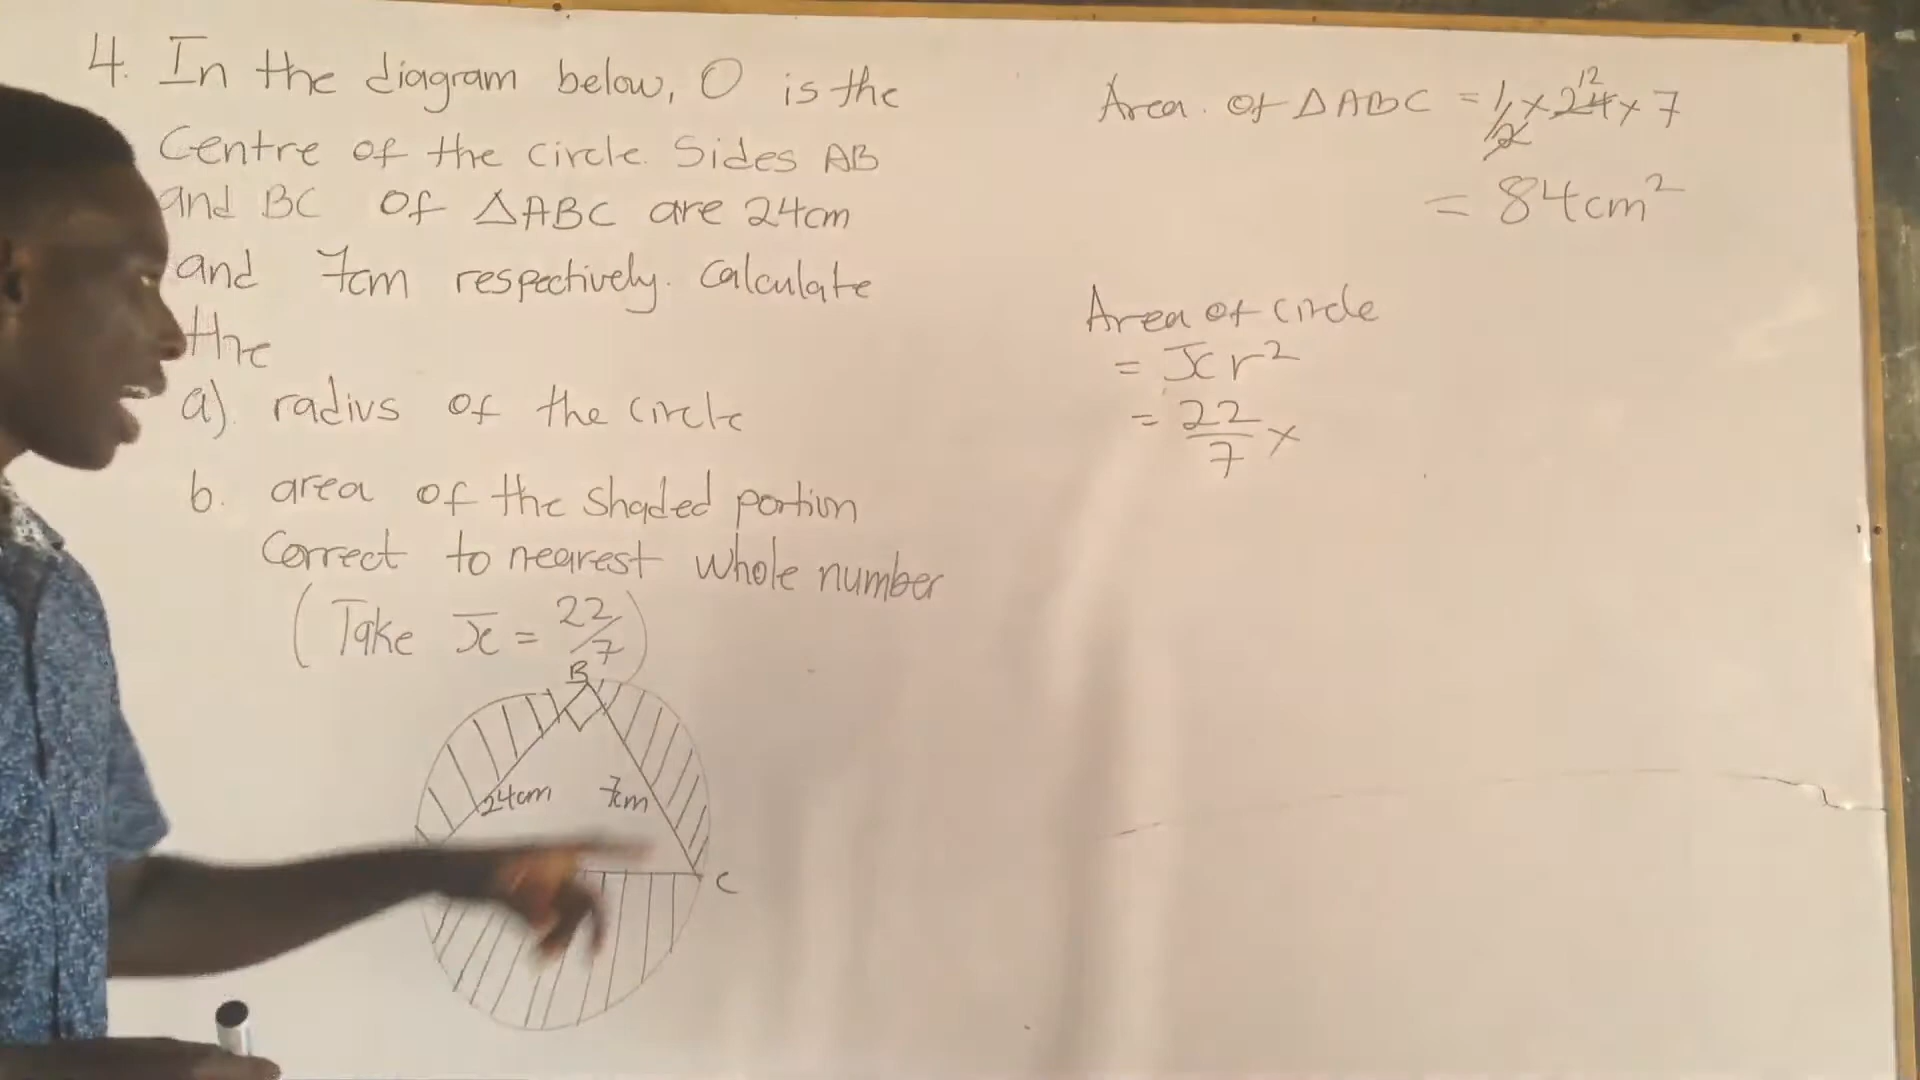 4. In the diagram below, O is the
Centre of the circle. Sides AB
and BC of △ABC are 24cm
and 7cm respectively. Calculate
the
a). radius of the circle
b. area of the shaded portion
Correct to nearest whole number
(Take π = 22/7)
B
24cm 7cm
C
Area of △ABC = 1/2 × 24 × 7
12
= 84cm²
Area of circle
= πr²
= 22/7 ×